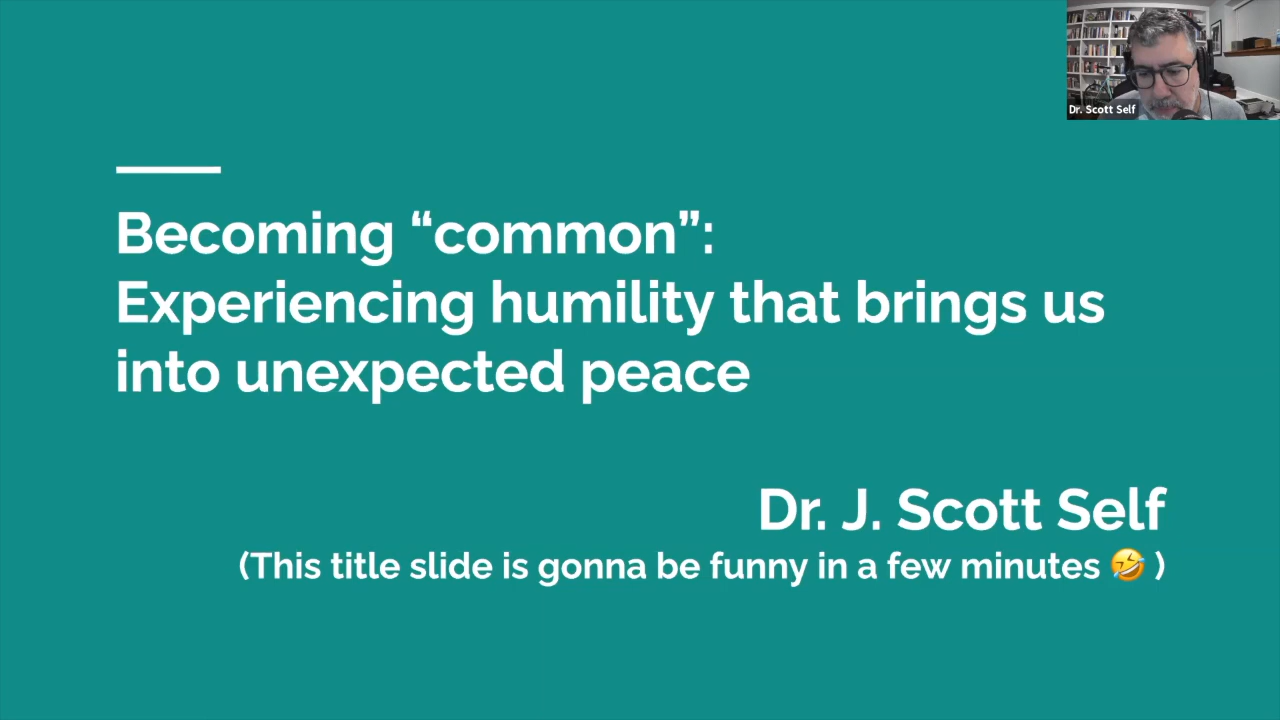 Dr. Scott Self
Becoming “common”:
Experiencing humility that brings us
into unexpected peace
Dr. J. Scott Self
(This title slide is gonna be funny in a few minutes 🤣 )